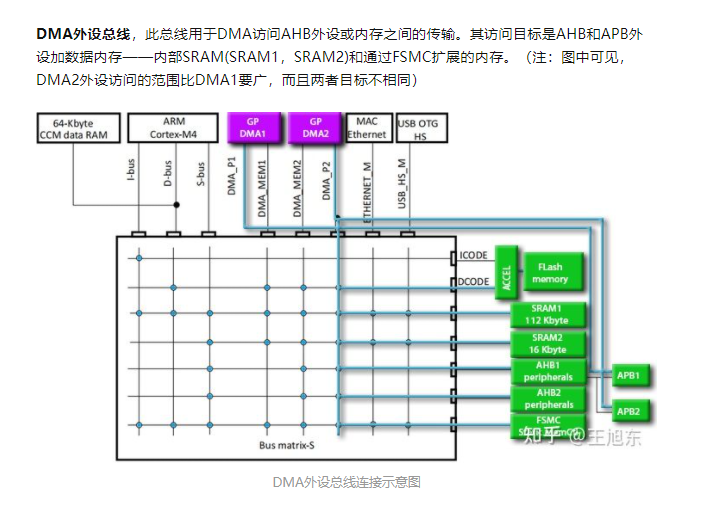 DMA外设总线，此总线用于DMA访问AHB外设或内存之间的传输。其访问目标是AHB和APB外
设加数据内存——内部SRAM(SRAM1，SRAM2)和通过FSMC扩展的内存。（注：图中可见，
DMA2外设访问的范围比DMA1要广，而且两者目标不相同）
64-Kbyte
CCM data RAM
ARM
Cortex-M4
GP
DMA1
GP
DMA2
MAC
Ethernet
USB OTG
HS
I-bus
D-bus
S-bus
DMA_P1
DMA_MEM1
DMA_MEM2
DMA_P2
ETHERNET_M
USB_HS_M
ICODE
DCODE
ACCEL
FLash
memory
SRAM1
112 Kbyte
SRAM2
16 Kbyte
AHB1
peripherals
AHB2
peripherals
FSMC
APB1
APB2
Bus matrix-S
知乎 @王旭东
DMA外设总线连接示意图